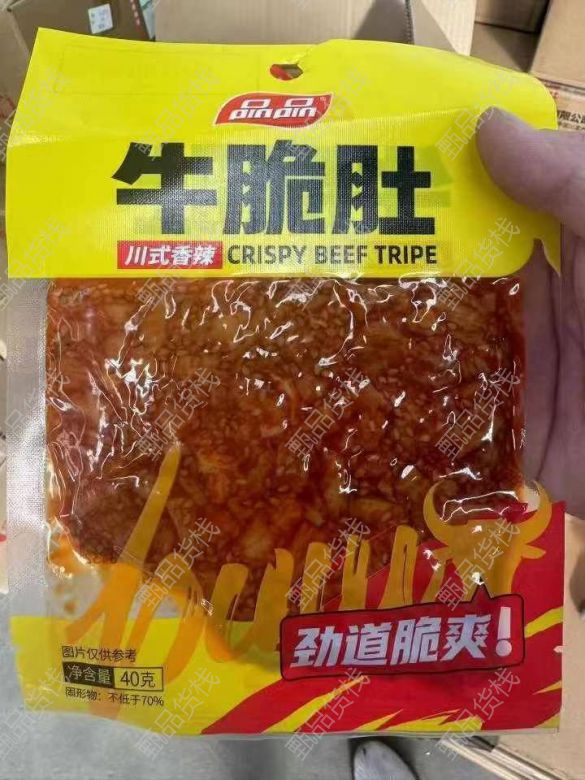 品品
pinpin
牛脆肚
川式香辣 CRISPY BEEF TRIPE
劲道脆爽!
图片仅供参考
净含量 40克
固形物：不低于70%
甄品货栈